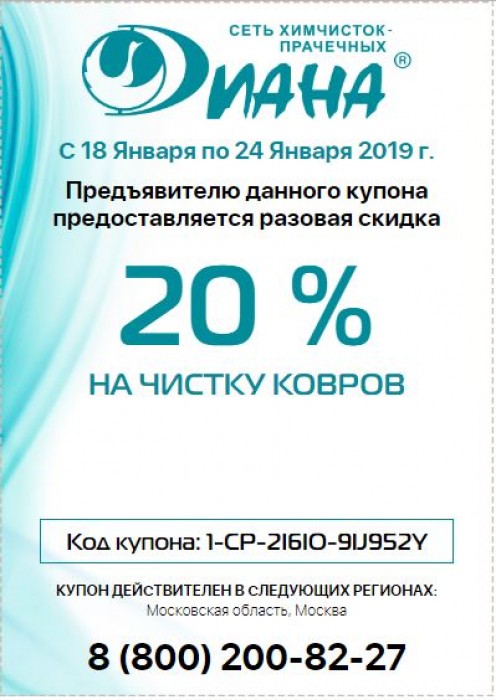 СЕТЬ ХИМЧИСТОК-
ПРАЧЕЧНЫХ
ДИАНА®
С 18 Января по 24 Января 2019 г.
Предъявителю данного купона
предоставляется разовая скидка
20 %
НА ЧИСТКУ КОВРОВ
Код купона: 1-CP-2I6IO-9IJ952Y
КУПОН ДЕЙСТВИТЕЛЕН В СЛЕДУЮЩИХ РЕГИОНАХ:
Московская область, Москва
8 (800) 200-82-27